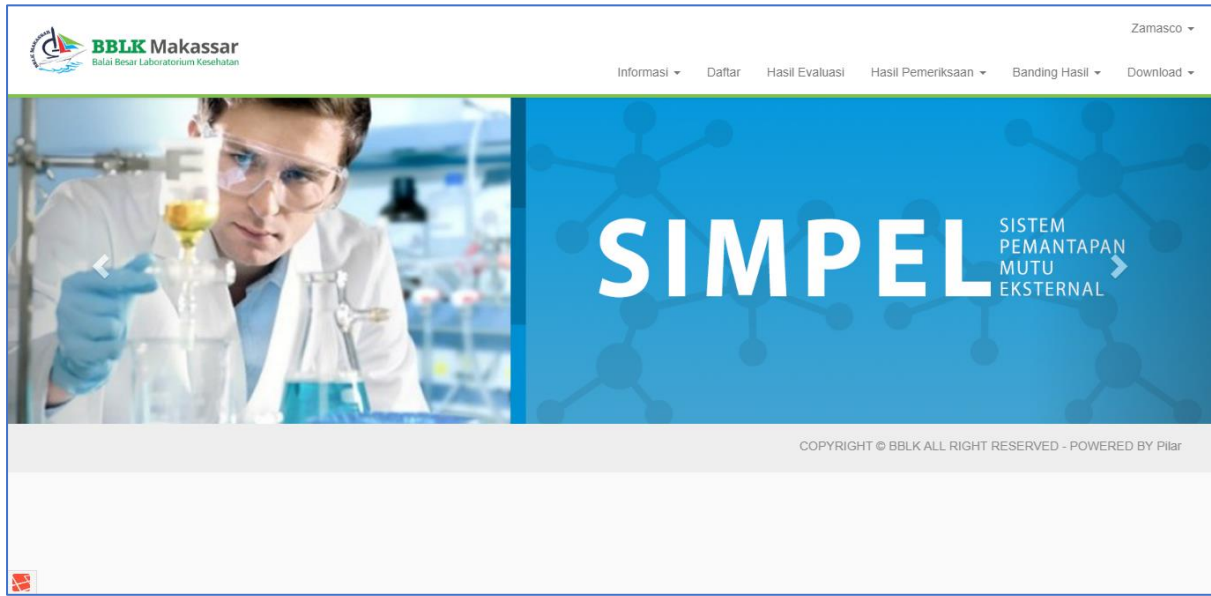 Zamasco
BBLK Makassar
Balai Besar Laboratorium Kesehatan
Informasi Daftar Hasil Evaluasi Hasil Pemeriksaan Banding Hasil Download
SIMPEL
SISTEM
PEMANTAPAN
MUTU
EKSTERNAL
COPYRIGHT © BBLK ALL RIGHT RESERVED - POWERED BY Pilar